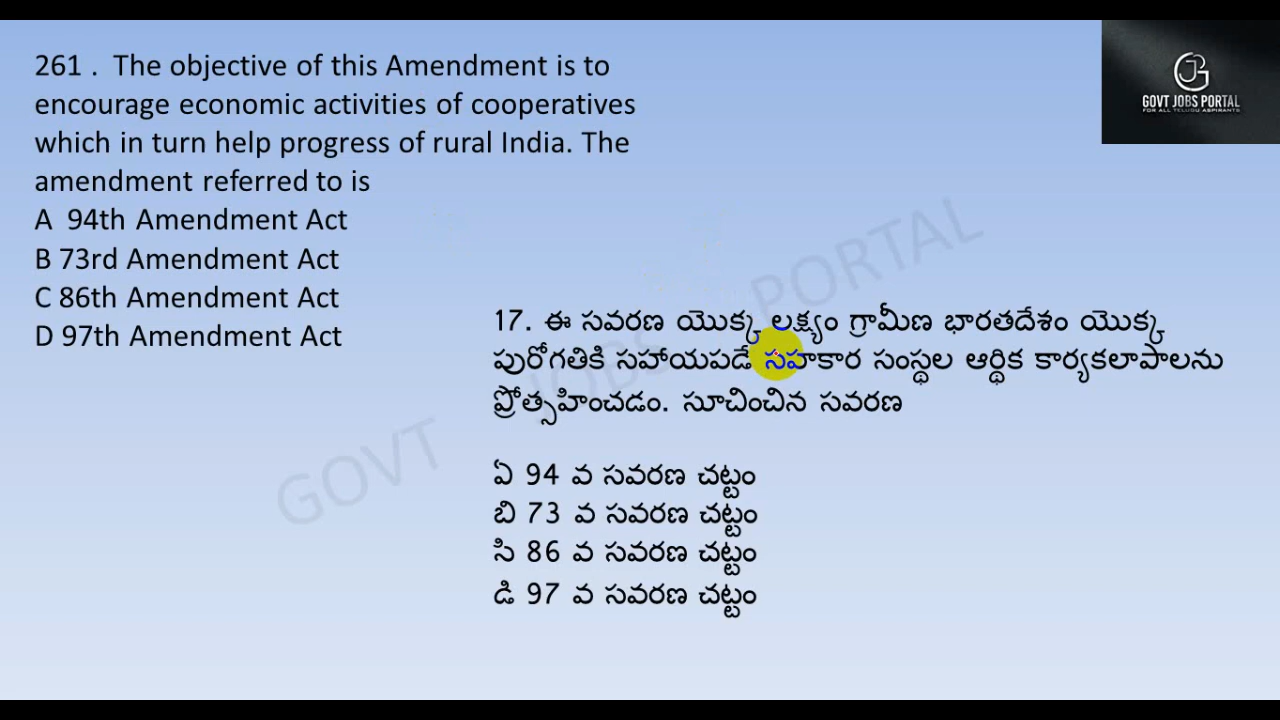 261 .  The objective of this Amendment is to
encourage economic activities of cooperatives
which in turn help progress of rural India. The
amendment referred to is
A  94th Amendment Act
B 73rd Amendment Act
C 86th Amendment Act
D 97th Amendment Act
GOVT JOBS PORTAL
FOR ALL TELUGU ASPIRANTS
17. ఈ సవరణ యొక్క లక్ష్యం గ్రామీణ భారతదేశం యొక్క
పురోగతికి సహాయపడే సహకార సంస్థల ఆర్థిక కార్యకలాపాలను
ప్రోత్సహించడం. సూచించిన సవరణ
ఏ 94 వ సవరణ చట్టం
బి 73 వ సవరణ చట్టం
సి 86 వ సవరణ చట్టం
డి 97 వ సవరణ చట్టం
GOVT JOBS PORTAL